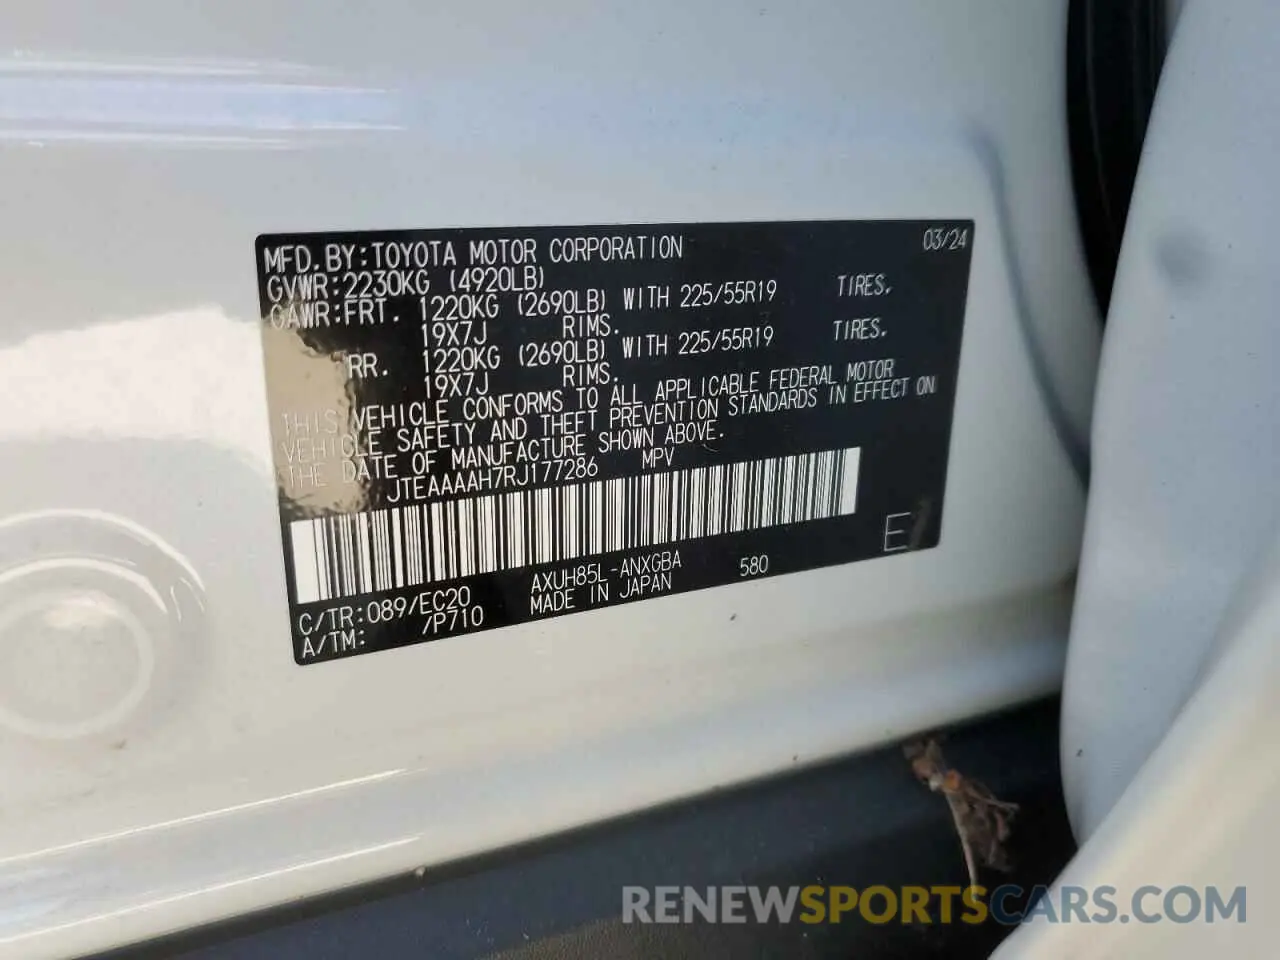 MFD. BY:TOYOTA MOTOR CORPORATION 03/24
GVWR:2230KG (4920LB)
GAWR:FRT. 1220KG (2690LB) WITH 225/55R19 TIRES,
19X7J RIMS.
RR. 1220KG (2690LB) WITH 225/55R19 TIRES,
19X7J RIMS.
THIS VEHICLE CONFORMS TO ALL APPLICABLE FEDERAL MOTOR
VEHICLE SAFETY AND THEFT PREVENTION STANDARDS IN EFFECT ON
THE DATE OF MANUFACTURE SHOWN ABOVE.
JTEAAAAH7RJ177286 MPV
E
C/TR:089/EC20 AXUH85L-ANXGBA 580
A/TM: /P710 MADE IN JAPAN
RENEWSPORTSCARS.COM